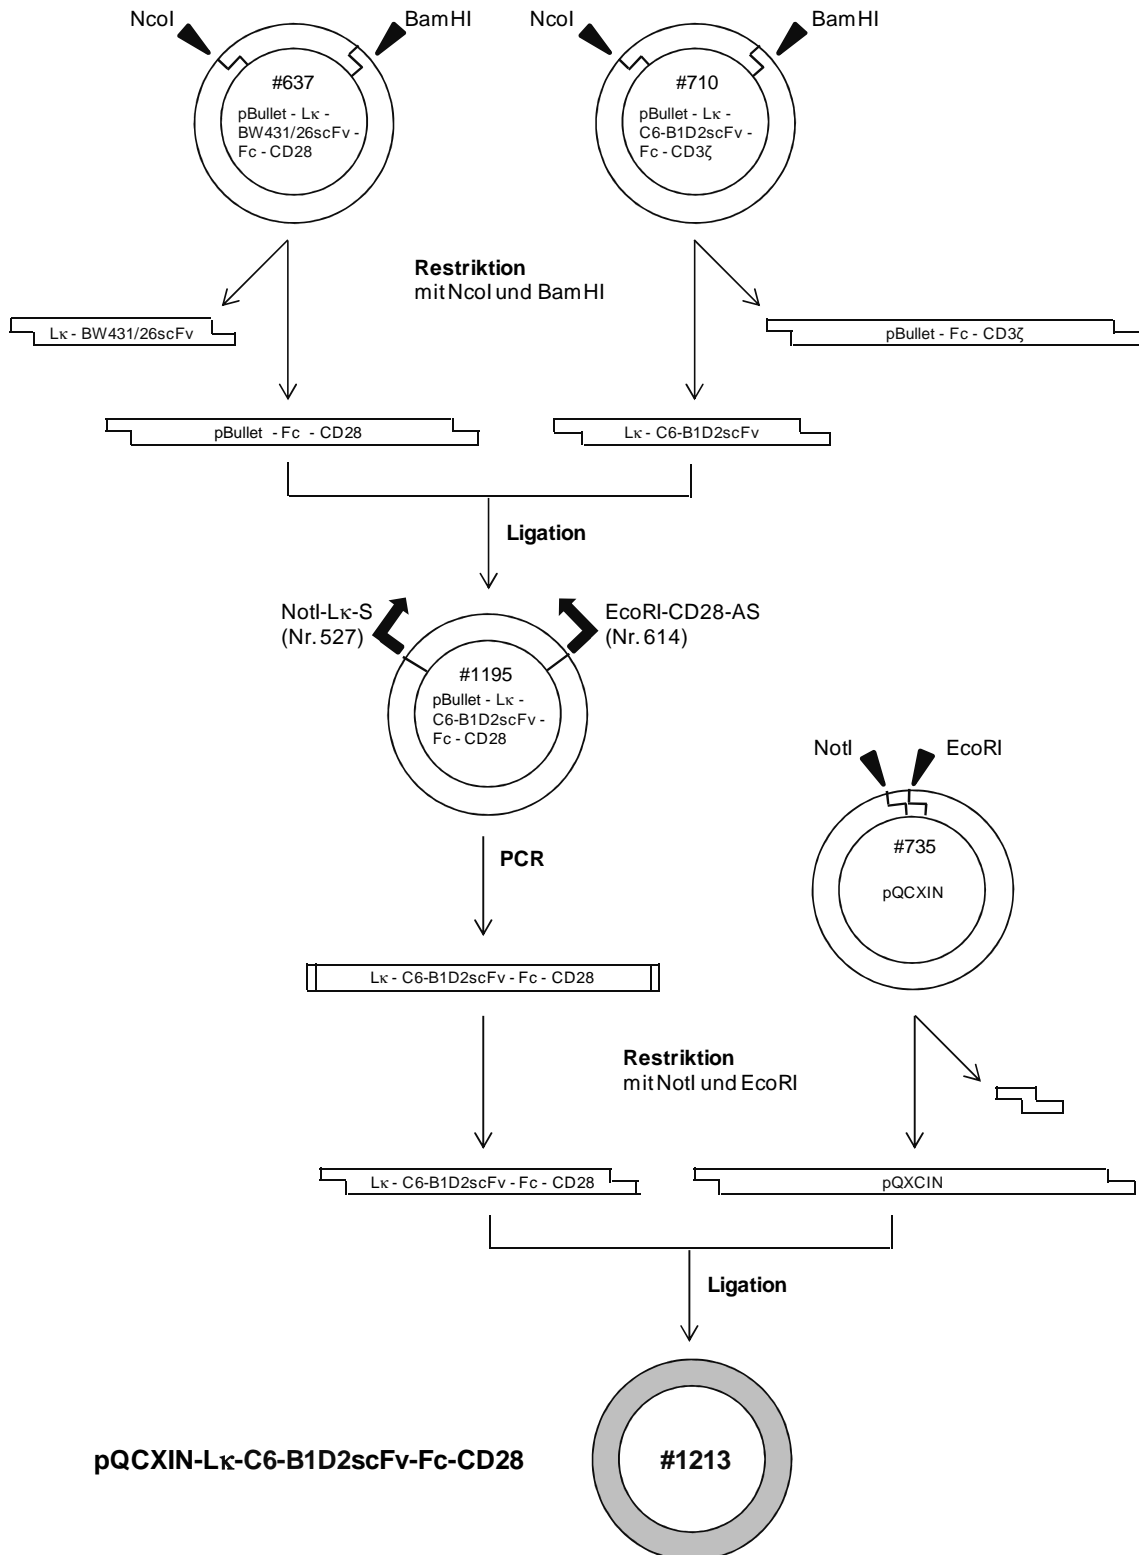 NcoI
BamHI
#637
pBullet - Lκ -
BW431/26scFv -
Fc - CD28
NcoI
BamHI
#710
pBullet - Lκ -
C6-B1D2scFv -
Fc - CD3ζ
Restriktion
mit NcoI und BamHI
Lκ - BW431/26scFv
pBullet - Fc - CD3ζ
pBullet - Fc - CD28
Lκ - C6-B1D2scFv
Ligation
NotI-Lκ-S
(Nr. 527)
EcoRI-CD28-AS
(Nr. 614)
#1195
pBullet - Lκ -
C6-B1D2scFv -
Fc - CD28
NotI
EcoRI
#735
pQCXIN
PCR
Lκ - C6-B1D2scFv - Fc - CD28
Restriktion
mit NotI und EcoRI
Lκ - C6-B1D2scFv - Fc - CD28
pQXCIN
Ligation
pQCXIN-Lκ-C6-B1D2scFv-Fc-CD28
#1213